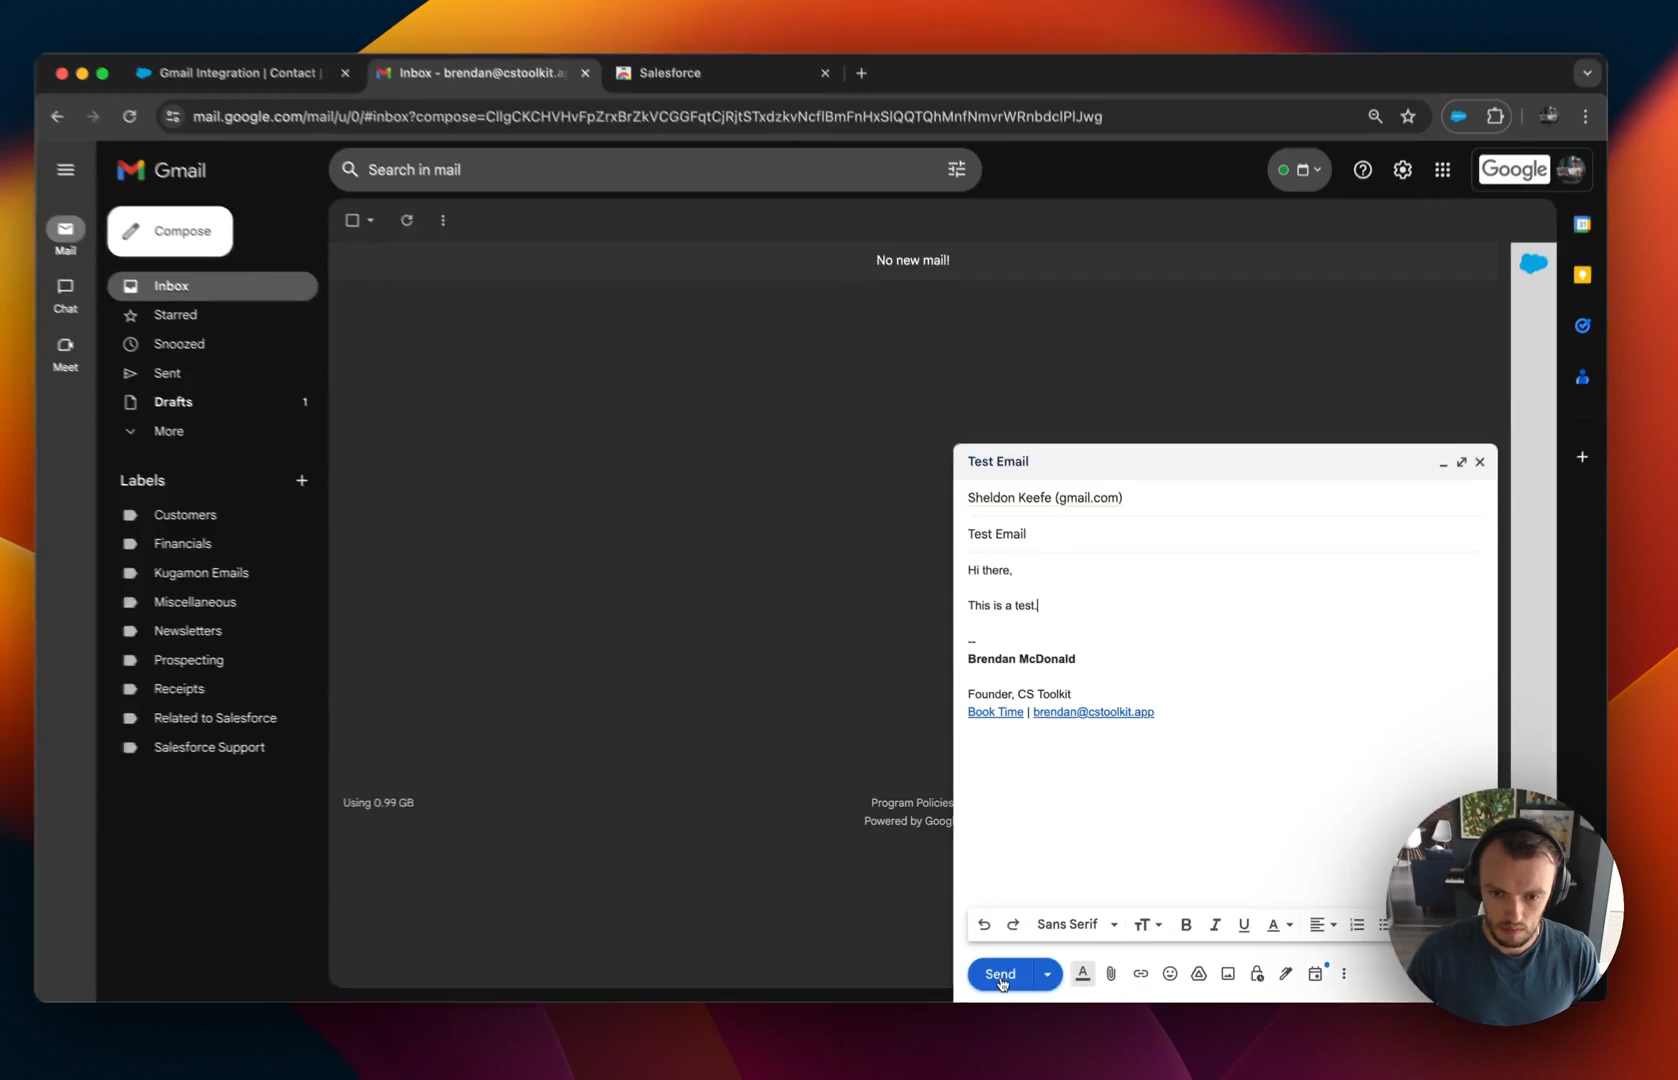 Gmail Integration | Contact |
Inbox - brendan@cstoolkit.a
Salesforce
mail.google.com/mail/u/0/#inbox?compose=CllgCKCHVHvFpZrxBrZkVCGGFqtCjRjtSTxdzkvNcflBmFnHxSlQQTQhMnfNmvrWRnbdclPlJwg
Gmail
Search in mail
Google
Compose
Mail
Chat
Meet
Inbox
Starred
Snoozed
Sent
Drafts 1
More
Labels
Customers
Financials
Kugamon Emails
Miscellaneous
Newsletters
Prospecting
Receipts
Related to Salesforce
Salesforce Support
No new mail!
Using 0.99 GB
Program Policies
Powered by Goog
Test Email
Sheldon Keefe (gmail.com)
Test Email
Hi there,
This is a test.
--
Brendan McDonald
Founder, CS Toolkit
Book Time | brendan@cstoolkit.app
Sans Serif
Send